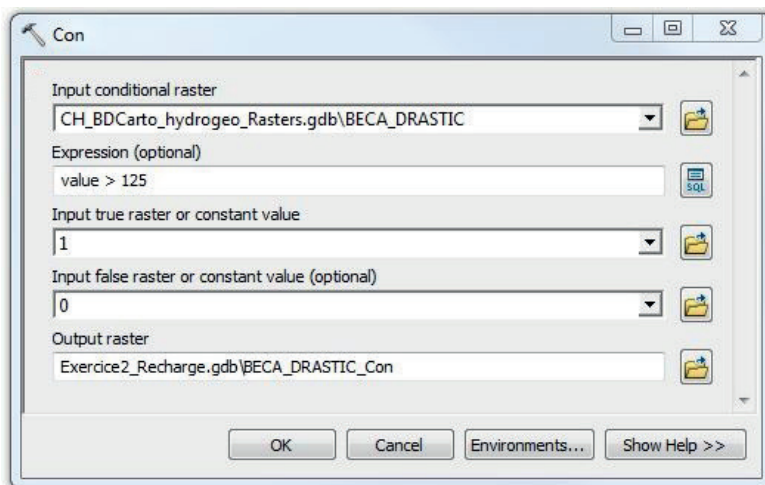 Con
Input conditional raster
CH_BDCarto_hydrogeo_Rasters.gdb\BECA_DRASTIC
Expression (optional)
value > 125
SQL
Input true raster or constant value
1
Input false raster or constant value (optional)
0
Output raster
Exercice2_Recharge.gdb\BECA_DRASTIC_Con
OK Cancel Environments... Show Help >>